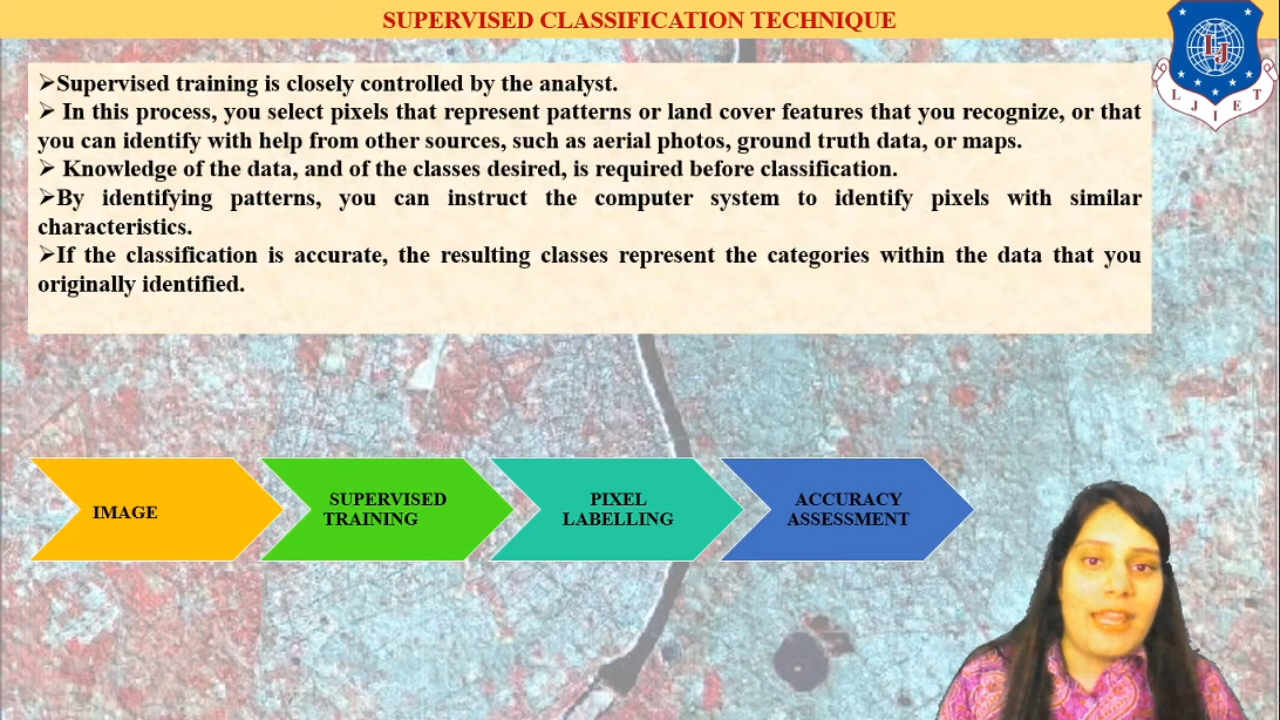 SUPERVISED CLASSIFICATION TECHNIQUE
LJ
L J I E T
➢Supervised training is closely controlled by the analyst.
➢ In this process, you select pixels that represent patterns or land cover features that you recognize, or that
you can identify with help from other sources, such as aerial photos, ground truth data, or maps.
➢ Knowledge of the data, and of the classes desired, is required before classification.
➢By identifying patterns, you can instruct the computer system to identify pixels with similar
characteristics.
➢If the classification is accurate, the resulting classes represent the categories within the data that you
originally identified.
IMAGE
SUPERVISED
TRAINING
PIXEL
LABELLING
ACCURACY
ASSESSMENT